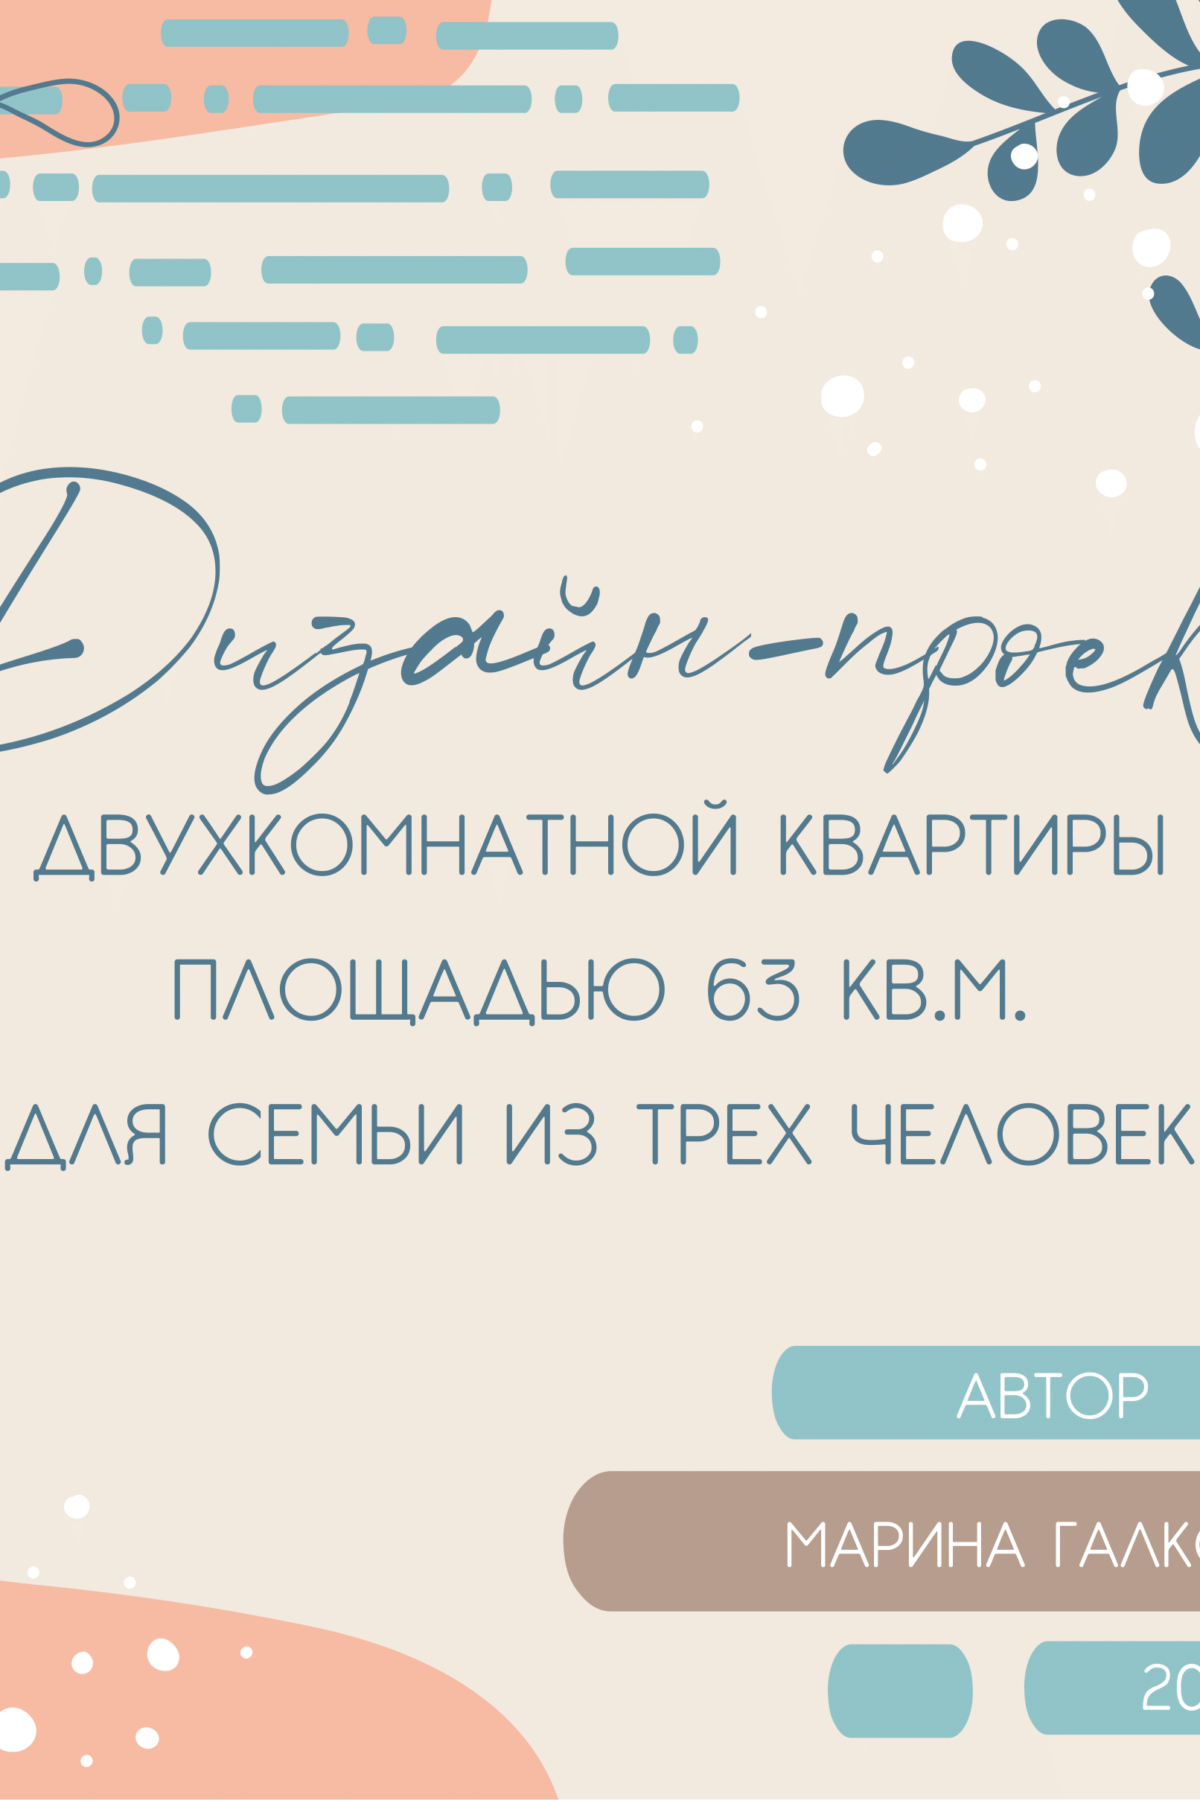 Дизайн-проек
ДВУХКОМНАТНОЙ КВАРТИРЫ
ПЛОЩАДЬЮ 63 КВ.М.
ДЛЯ СЕМЬИ ИЗ ТРЕХ ЧЕЛОВЕК
АВТОР
МАРИНА ГАЛК
20